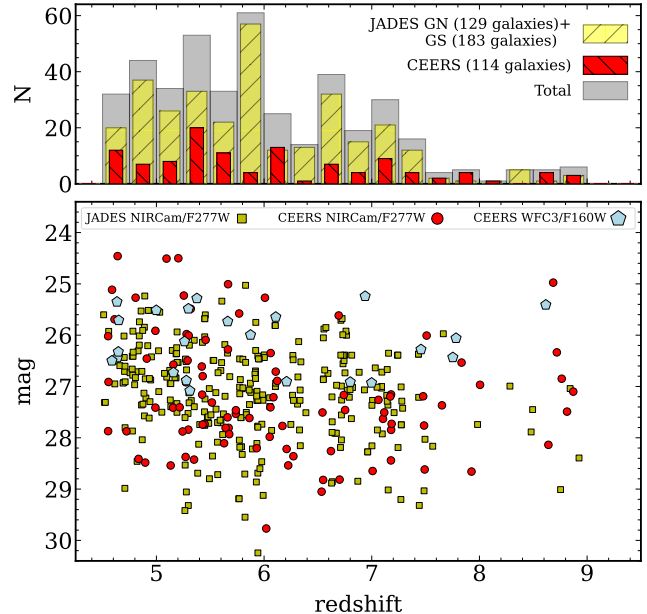 60
40
20
0
N
JADES GN (129 galaxies)+
GS (183 galaxies)
CEERS (114 galaxies)
Total
JADES NIRCam/F277W
CEERS NIRCam/F277W
CEERS WFC3/F160W
24
25
26
27
28
29
30
mag
5
6
7
8
9
redshift